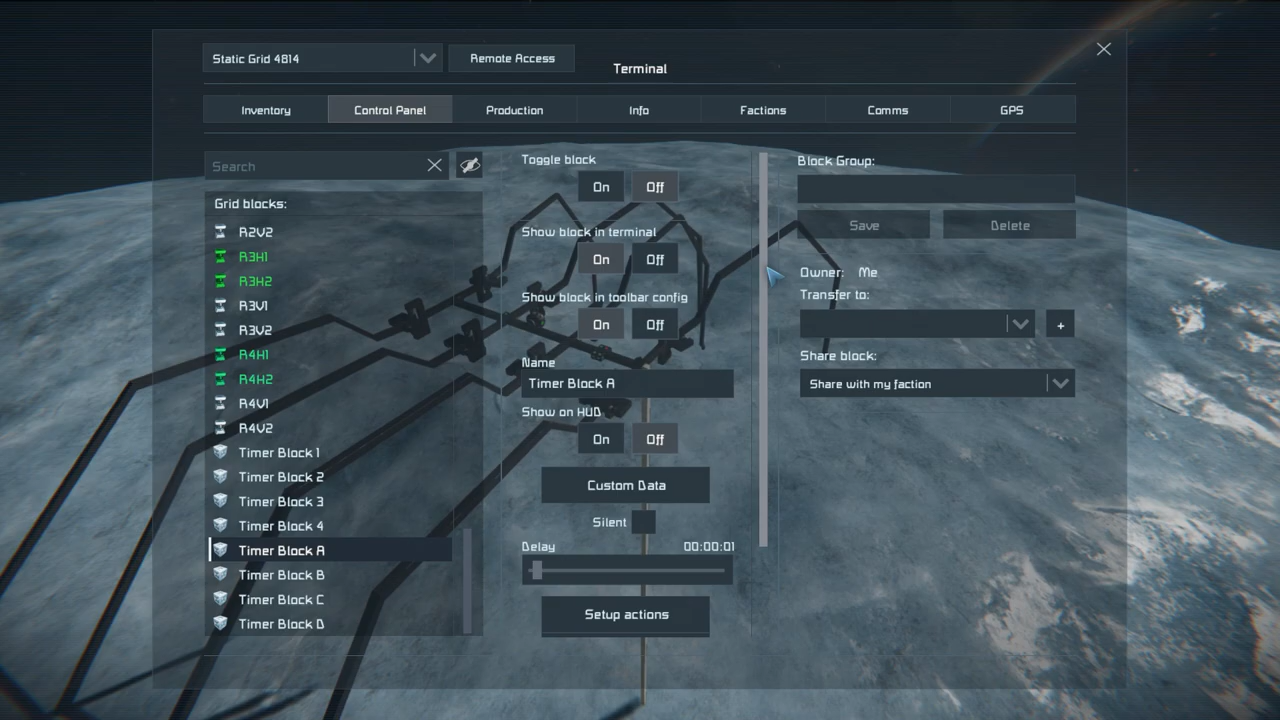 Static Grid 4814
Remote Access
Terminal
Inventory
Control Panel
Production
Info
Factions
Comms
GPS
Search
Grid blocks:
R2V2
R3H1
R3H2
R3V1
R3V2
R4H1
R4H2
R4V1
R4V2
Timer Block 1
Timer Block 2
Timer Block 3
Timer Block 4
Timer Block A
Timer Block B
Timer Block C
Timer Block D
Toggle block
On Off
Show block in terminal
On Off
Show block in toolbar config
On Off
Name
Timer Block A
Show on HUD
On Off
Custom Data
Silent
Delay 00:00:01
Setup actions
Block Group:
Save Delete
Owner: Me
Transfer to:
+
Share block:
Share with my faction